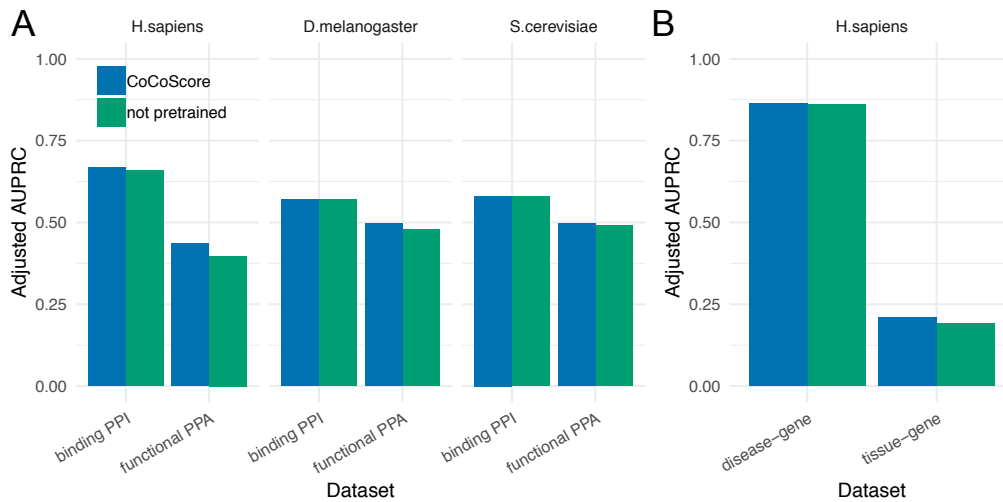 A
H.sapiens
D.melanogaster
S.cerevisiae
Adjusted AUPRC
1.00
0.75
0.50
0.25
0.00
CoCoScore
not pretrained
binding PPI
functional PPA
binding PPI
functional PPA
binding PPI
functional PPA
Dataset
B
H.sapiens
Adjusted AUPRC
1.00
0.75
0.50
0.25
0.00
disease−gene
tissue−gene
Dataset